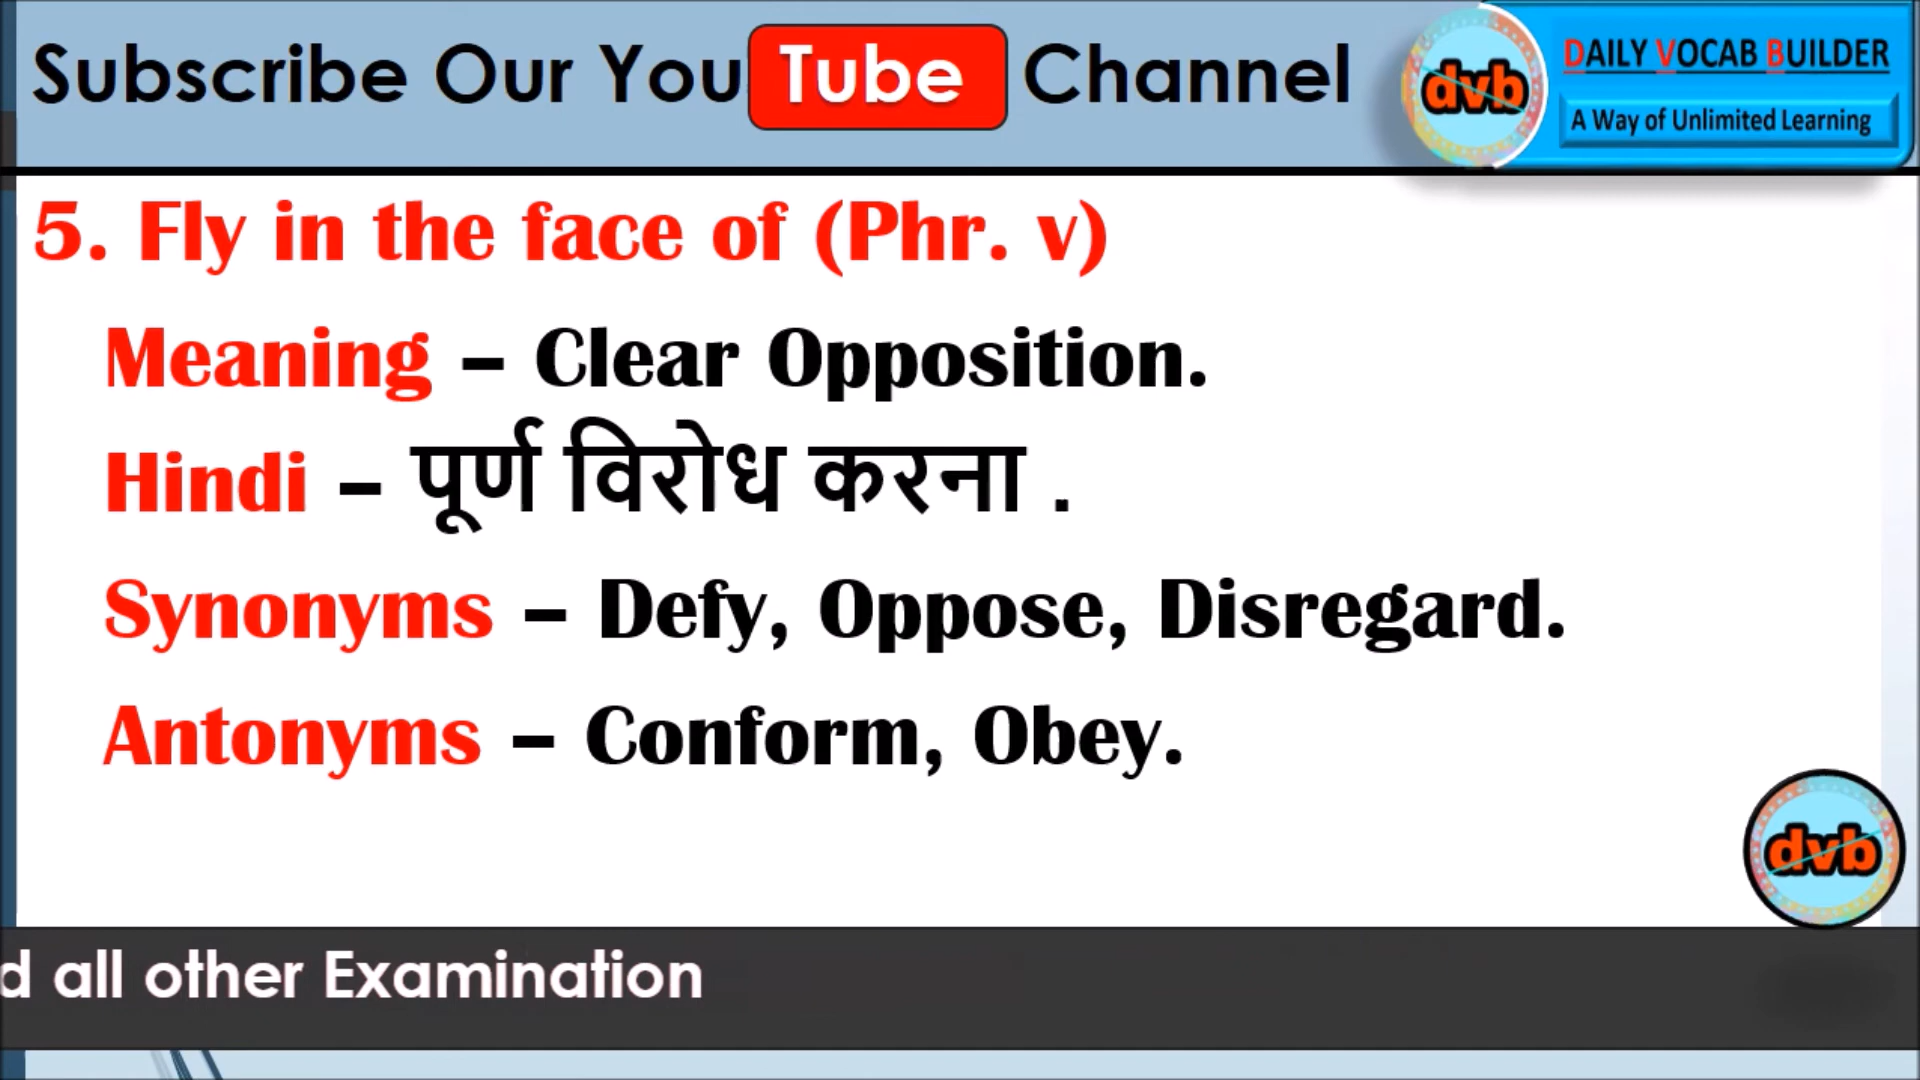 Subscribe Our You Tube Channel
dvb
DAILY VOCAB BUILDER
A Way of Unlimited Learning
5. Fly in the face of (Phr. v)
Meaning – Clear Opposition.
Hindi – पूर्ण विरोध करना .
Synonyms – Defy, Oppose, Disregard.
Antonyms – Conform, Obey.
dvb
d all other Examination